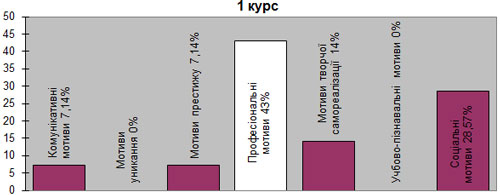 1 курс
50
45
40
35
30
25
20
15
10
5
0
Комунікативні
мотиви 7,14%
Мотиви
уникання 0%
Мотиви престижу 7,14%
Професіональні
мотиви 43%
Мотиви творчої
самореалізації 14%
Учбово-пізнавальні мотиви 0%
Соціальні
мотиви 28,57%